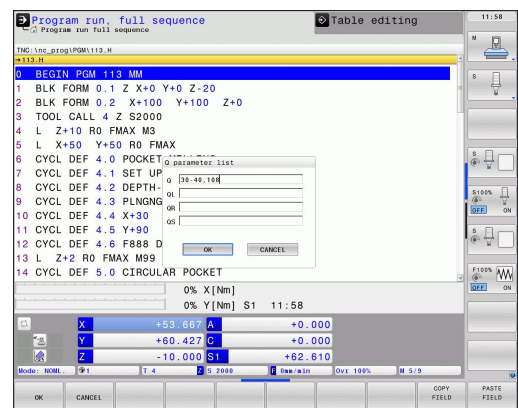 Program run, full sequence
Program run full sequence
Table editing
11:58
TNC:\nc_prog\PGM\113.H
→113.H
0 BEGIN PGM 113 MM
1 BLK FORM 0.1 Z X+0 Y+0 Z-20
2 BLK FORM 0.2 X+100 Y+100 Z+0
3 TOOL CALL 4 Z S2000
4 L Z+10 R0 FMAX M3
5 L X+50 Y+50 R0 FMAX
6 CYCL DEF 4.0 POCKET
7 CYCL DEF 4.1 SET UP
8 CYCL DEF 4.2 DEPTH-
9 CYCL DEF 4.3 PLNGNG
10 CYCL DEF 4.4 X+30
11 CYCL DEF 4.5 Y+90
12 CYCL DEF 4.6 F888 D
13 L Z+2 R0 FMAX M99
14 CYCL DEF 5.0 CIRCULAR POCKET
Q parameter list
Q 30-40,108
QL
QR
QS
OK CANCEL
0% X[Nm]
0% Y[Nm] S1 11:58
X +53.667 A +0.000
Y +60.427 C +0.000
Z -10.000 S1 +62.610
Mode: NOML. 1 T 4 Z S 2000 F 0mm/min Ovr 100% M 5/9
M
S
S
S100%
OFF ON
S
F100%
OFF ON
OK CANCEL COPY FIELD PASTE FIELD